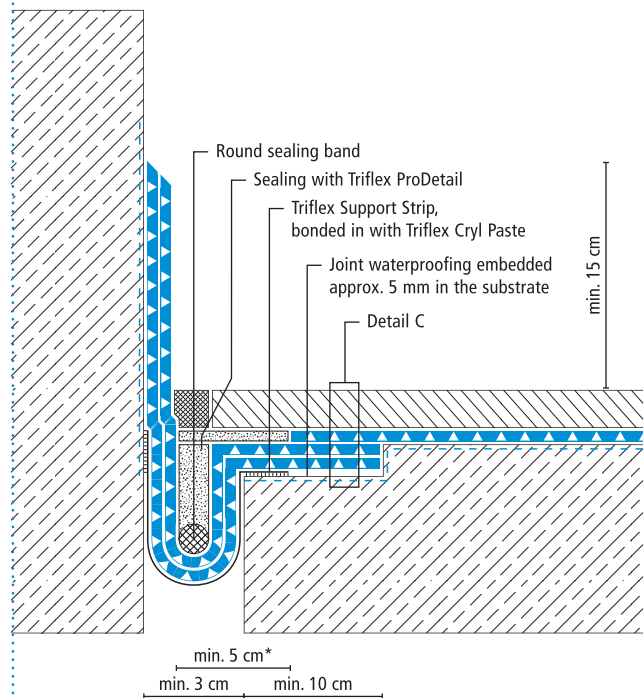 Round sealing band
Sealing with Triflex ProDetail
Triflex Support Strip,
bonded in with Triflex Cryl Paste
Joint waterproofing embedded
approx. 5 mm in the substrate
Detail C
min. 15 cm
min. 5 cm*
min. 3 cm
min. 10 cm